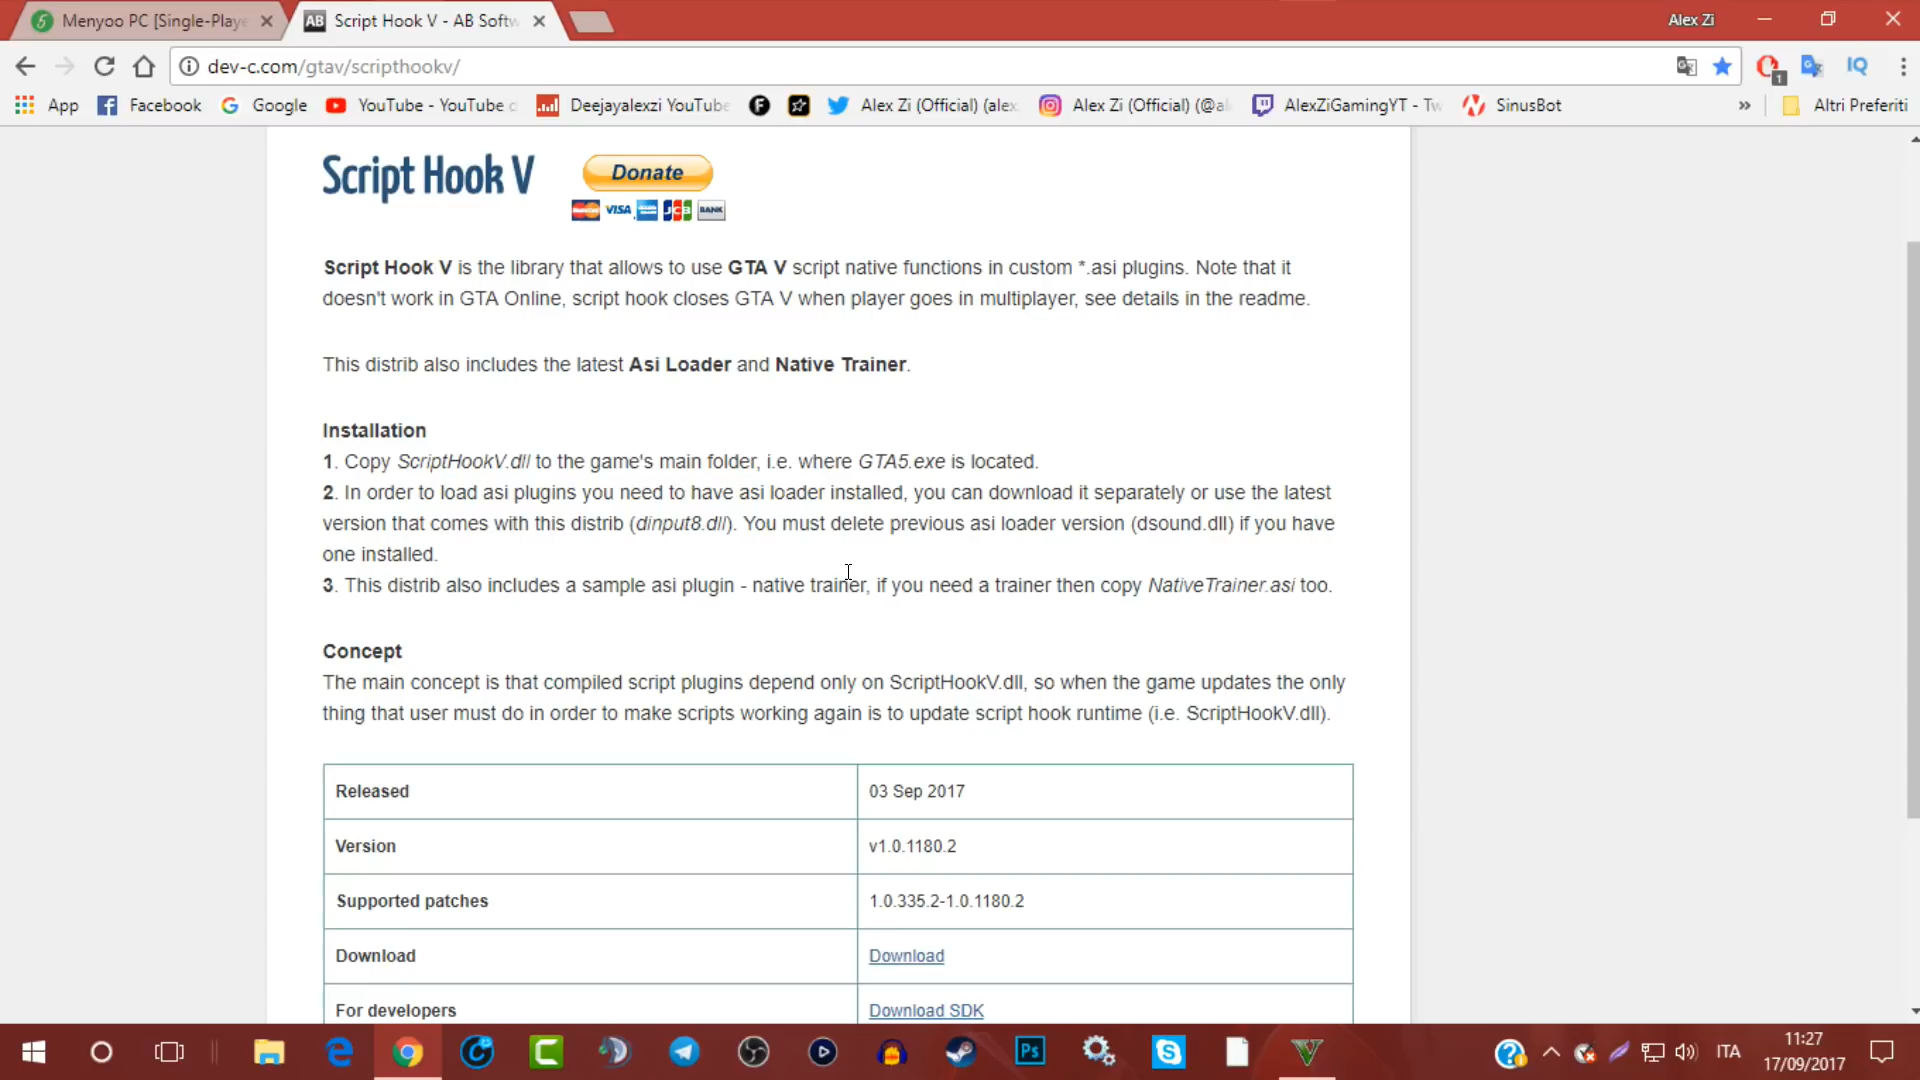 Menyoo PC [Single-Playe
AB Script Hook V - AB Softw
Alex Zi
dev-c.com/gtav/scripthookv/
1
IQ
App
Facebook
Google
YouTube - YouTube
Deejayalexzi YouTube
Alex Zi (Official) (alex
Alex Zi (Official) (@al
AlexZiGamingYT - Tw
SinusBot
»
Altri Preferiti
Script Hook V
Donate
VISA
JCB
BANK
Script Hook V is the library that allows to use GTA V script native functions in custom *.asi plugins. Note that it
doesn't work in GTA Online, script hook closes GTA V when player goes in multiplayer, see details in the readme.
This distrib also includes the latest Asi Loader and Native Trainer.
Installation
1. Copy ScriptHookV.dll to the game's main folder, i.e. where GTA5.exe is located.
2. In order to load asi plugins you need to have asi loader installed, you can download it separately or use the latest
version that comes with this distrib (dinput8.dll). You must delete previous asi loader version (dsound.dll) if you have
one installed.
3. This distrib also includes a sample asi plugin - native trainer, if you need a trainer then copy NativeTrainer.asi too.
Concept
The main concept is that compiled script plugins depend only on ScriptHookV.dll, so when the game updates the only
thing that user must do in order to make scripts working again is to update script hook runtime (i.e. ScriptHookV.dll).
Released 03 Sep 2017
Version v1.0.1180.2
Supported patches 1.0.335.2-1.0.1180.2
Download Download
For developers Download SDK
Ps
ITA
11:27
17/09/2017